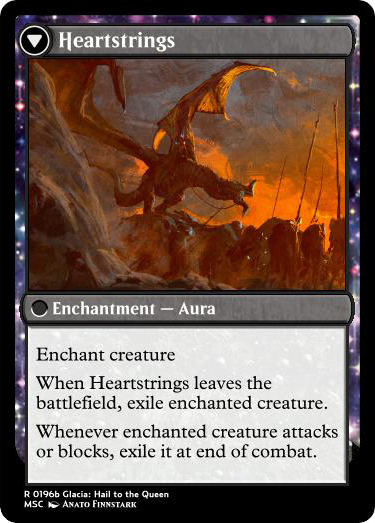 Heartstrings
Enchantment — Aura
Enchant creature
When Heartstrings leaves the
battlefield, exile enchanted creature.
Whenever enchanted creature attacks
or blocks, exile it at end of combat.
R 0196b Glacia: Hail to the Queen
MSC Anato Finnstark